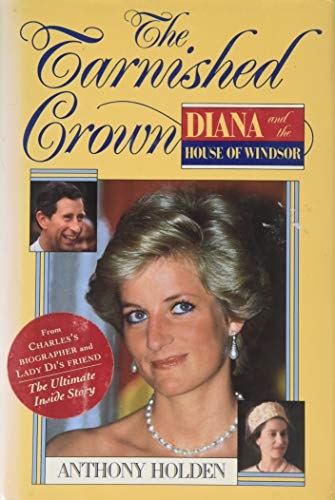 The
Tarnished
Crown
DIANA and the
HOUSE OF WINDSOR
From
CHARLES'S
BIOGRAPHER and
LADY DI'S FRIEND
The Ultimate
Inside Story
ANTHONY HOLDEN